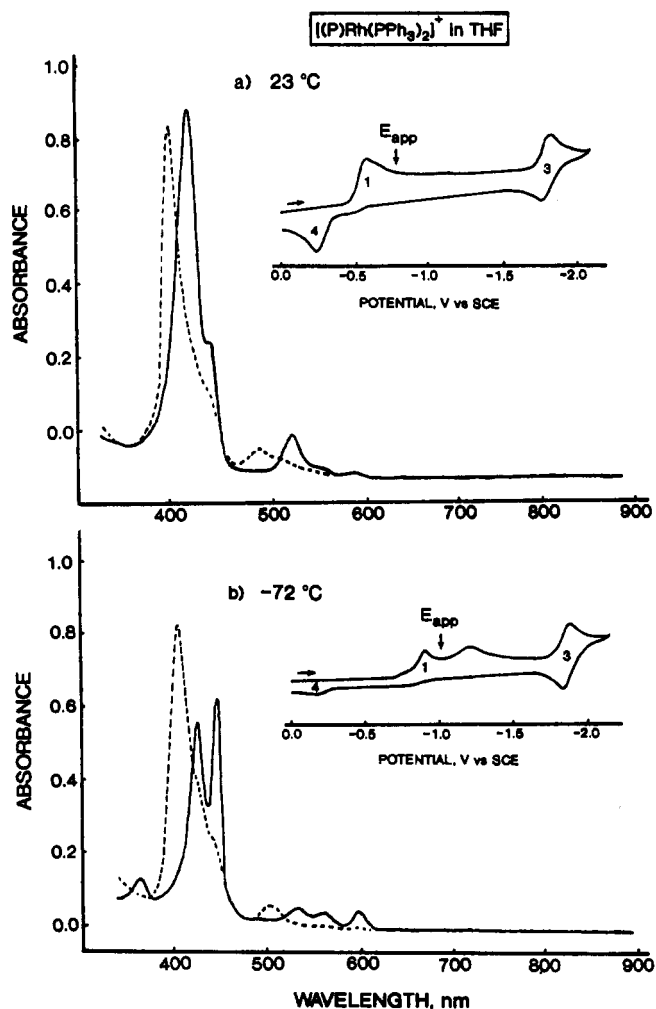 [(P)Rh(PPh₃)₂]⁺ in THF
a) 23 °C
ABSORBANCE
1.0
0.8
0.6
0.4
0.2
0.0
Eapp
1
3
4
0.0 -0.5 -1.0 -1.5 -2.0
POTENTIAL, V vs SCE
400 500 600 700 800 900
b) -72 °C
ABSORBANCE
1.0
0.8
0.6
0.4
0.2
0.0
Eapp
1
3
4
0.0 -0.5 -1.0 -1.5 -2.0
POTENTIAL, V vs SCE
400 500 600 700 800 900
WAVELENGTH, nm